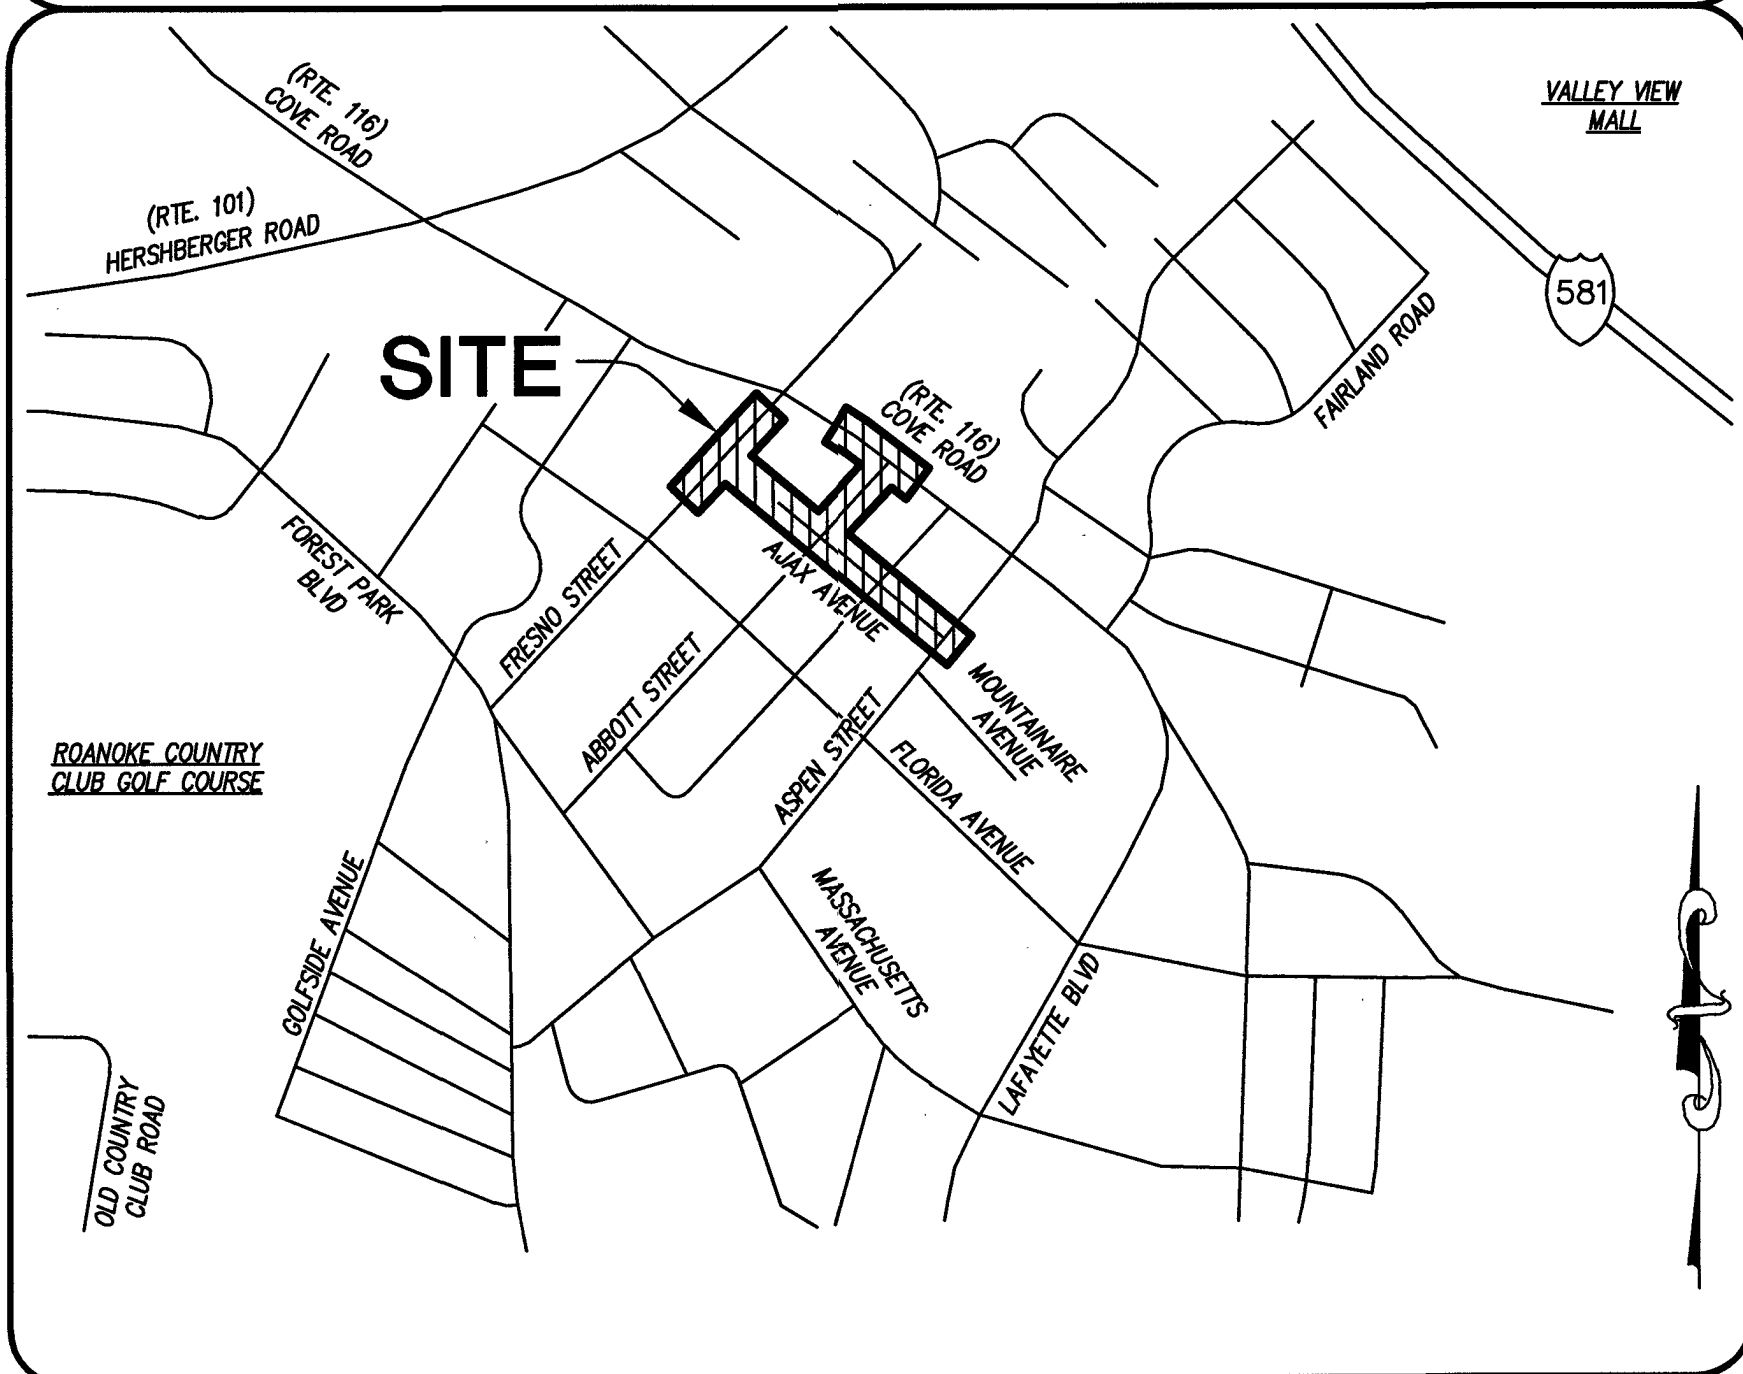 VALLEY VIEW
MALL
(RTE. 116)
COVE ROAD
(RTE. 101)
HERSHBERGER ROAD
581
SITE
FAIRLAND ROAD
(RTE. 116)
COVE ROAD
FOREST PARK
BLVD
FRESNO STREET
AJAX AVENUE
ABBOTT STREET
MOUNTAINAIRE
AVENUE
ASPEN STREET
FLORIDA AVENUE
ROANOKE COUNTRY
CLUB GOLF COURSE
GOLFSIDE AVENUE
MASSACHUSETTS
AVENUE
LAFAYETTE BLVD
OLD COUNTRY
CLUB ROAD